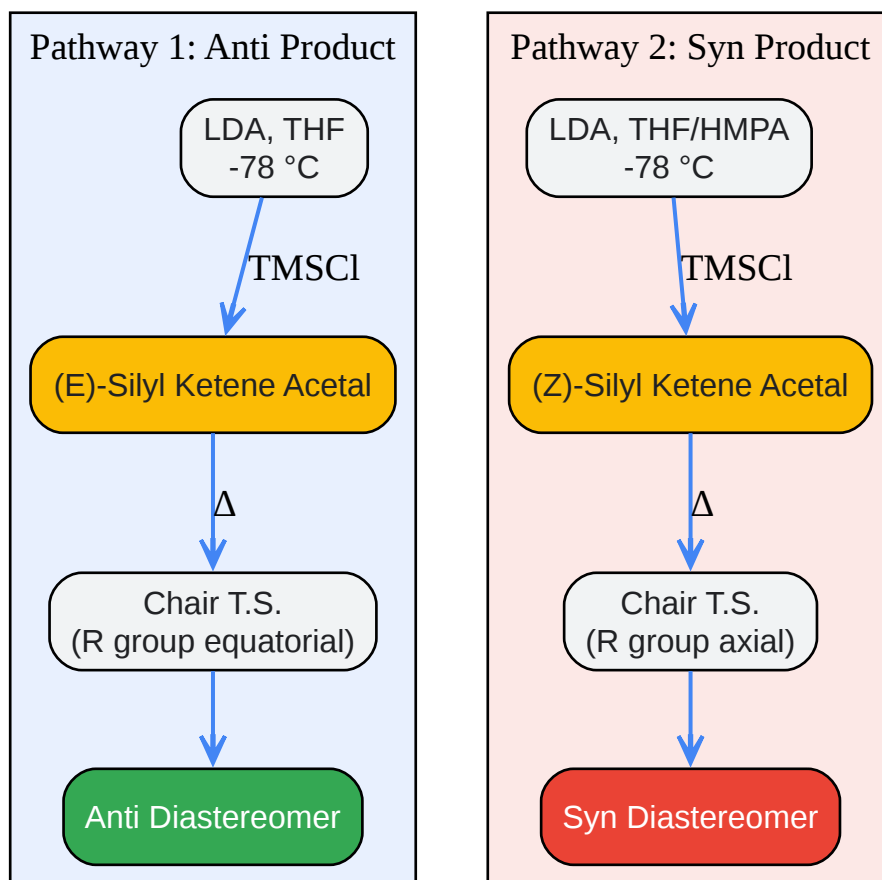 Pathway 1: Anti Product
LDA, THF
-78 °C
TMSCl
(E)-Silyl Ketene Acetal
Δ
Chair T.S.
(R group equatorial)
Anti Diastereomer
Pathway 2: Syn Product
LDA, THF/HMPA
-78 °C
TMSCl
(Z)-Silyl Ketene Acetal
Δ
Chair T.S.
(R group axial)
Syn Diastereomer